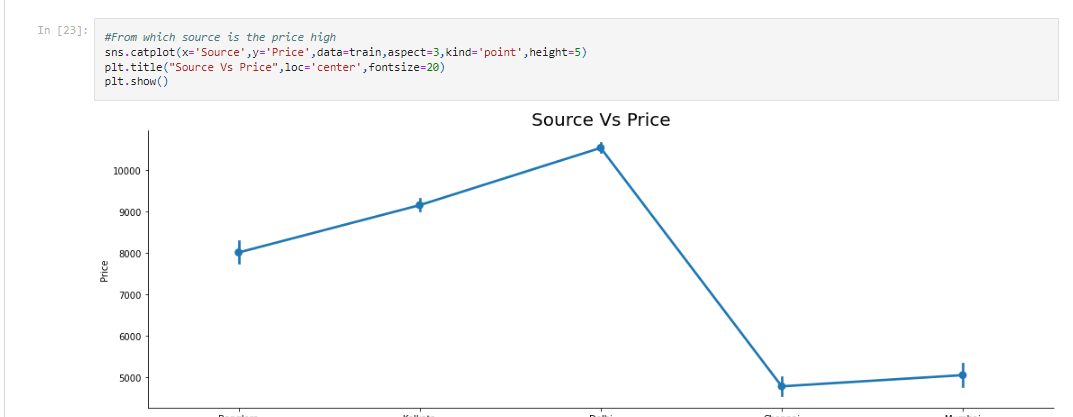 In [23]:
#From which source is the price high
sns.catplot(x='Source',y='Price',data=train,aspect=3,kind='point',height=5)
plt.title("Source Vs Price",loc='center',fontsize=20)
plt.show()
Source Vs Price
10000
9000
8000
Price
7000
6000
5000